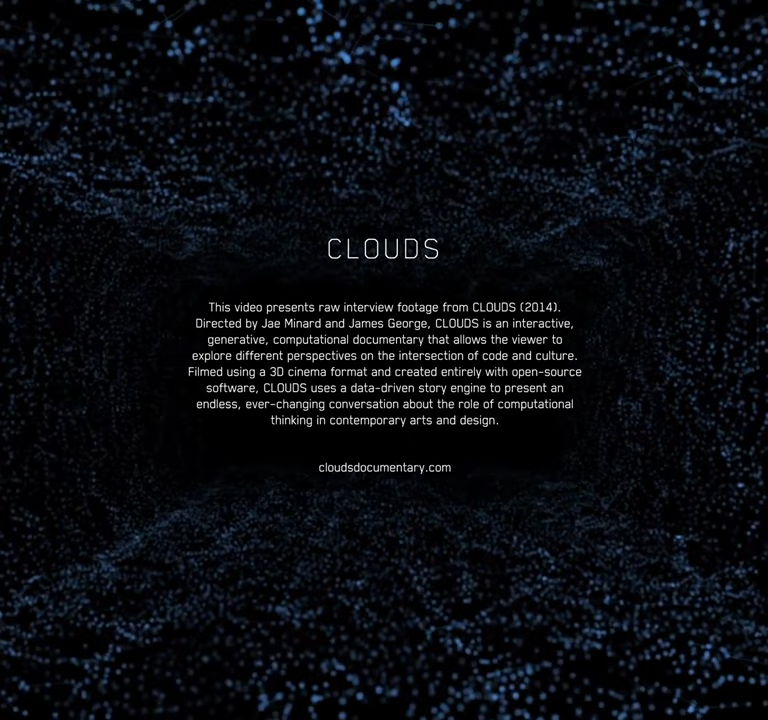 CLOUDS
This video presents raw interview footage from CLOUDS (2014).
Directed by Jae Minard and James George, CLOUDS is an interactive,
generative, computational documentary that allows the viewer to
explore different perspectives on the intersection of code and culture.
Filmed using a 3D cinema format and created entirely with open-source
software, CLOUDS uses a data-driven story engine to present an
endless, ever-changing conversation about the role of computational
thinking in contemporary arts and design.
cloudsdocumentary.com